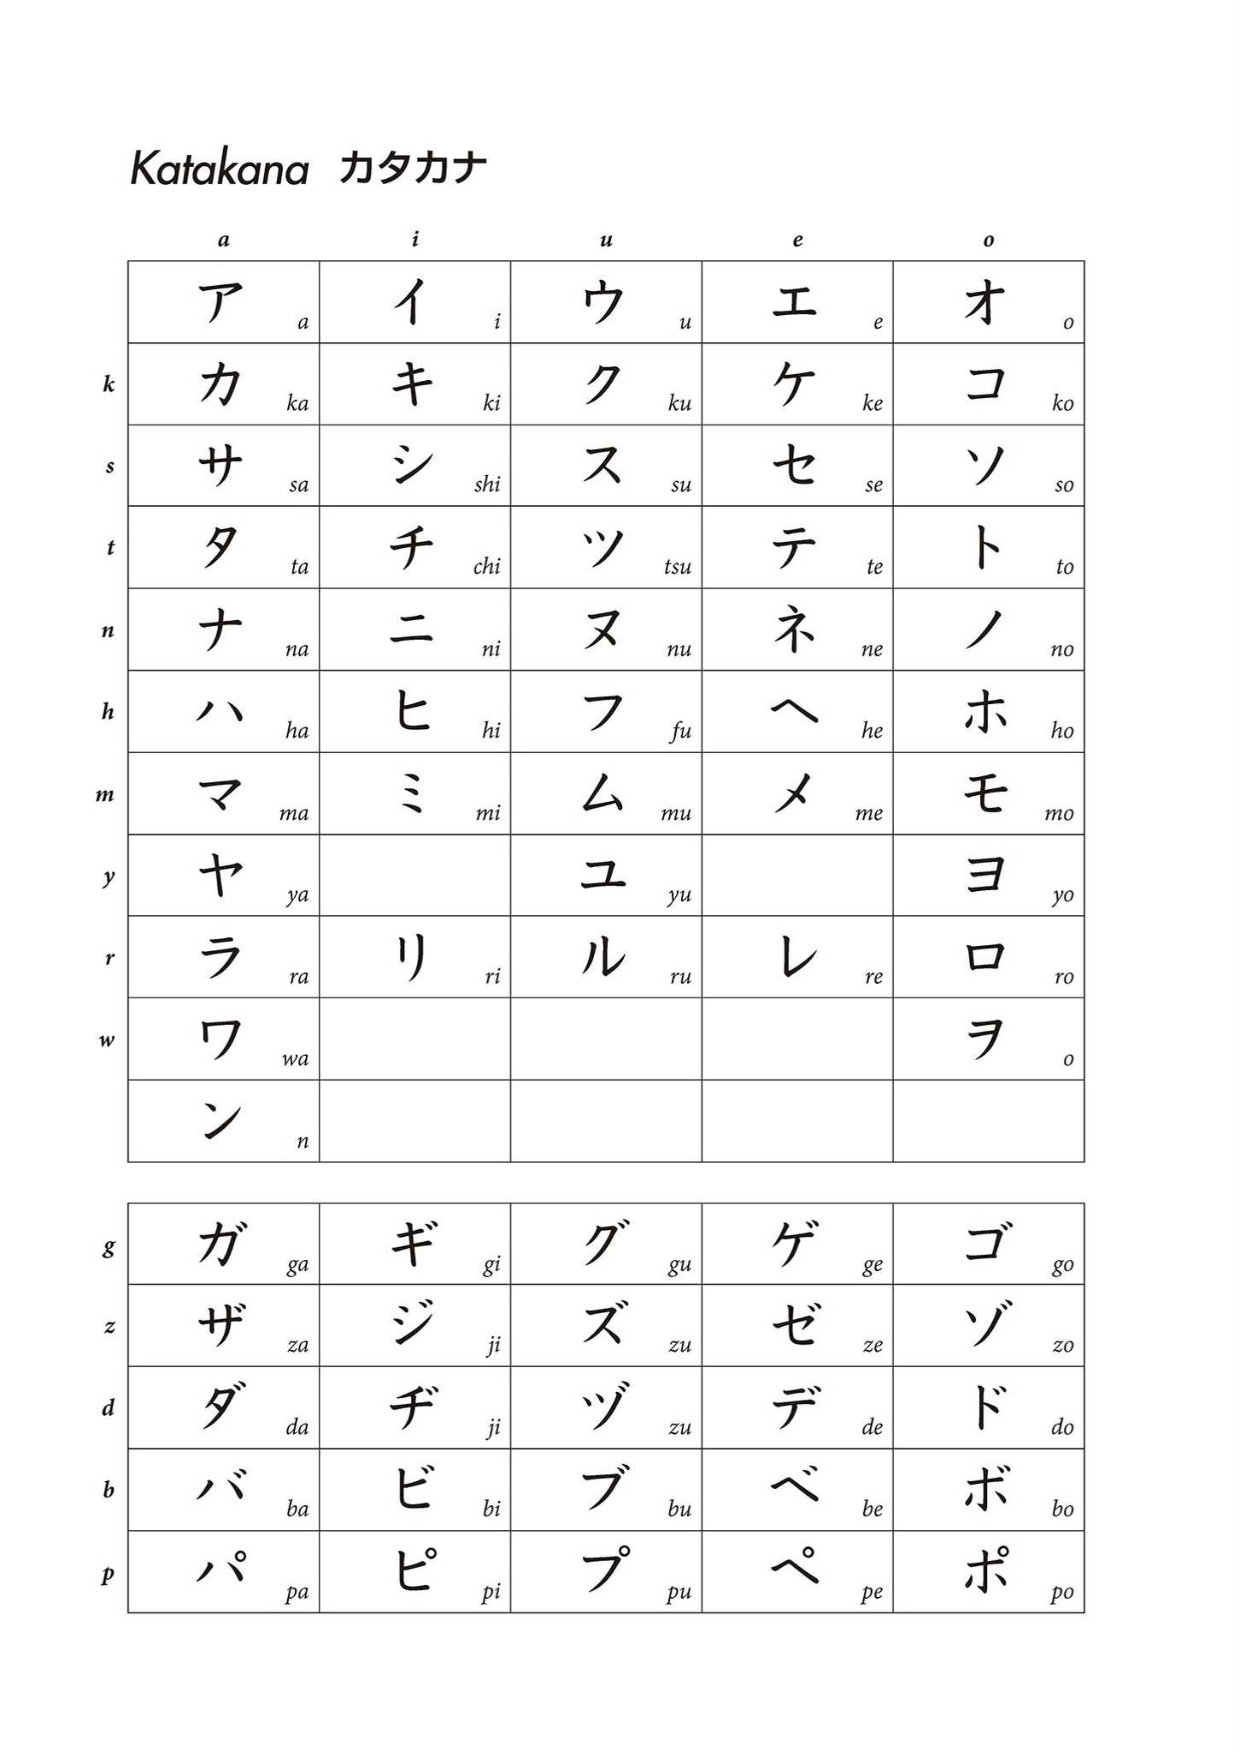 Katakana カタカナ
a i u e o
ア a イ i ウ u エ e オ o
k カ ka キ ki ク ku ケ ke コ ko
s サ sa シ shi ス su セ se ソ so
t タ ta チ chi ツ tsu テ te ト to
n ナ na ニ ni ヌ nu ネ ne ノ no
h ハ ha ヒ hi フ fu ヘ he ホ ho
m マ ma ミ mi ム mu メ me モ mo
y ヤ ya ユ yu ヨ yo
r ラ ra リ ri ル ru レ re ロ ro
w ワ wa ヲ o
ン n
g ガ ga ギ gi グ gu ゲ ge ゴ go
z ザ za ジ ji ズ zu ゼ ze ゾ zo
d ダ da ヂ ji ヅ zu デ de ド do
b バ ba ビ bi ブ bu ベ be ボ bo
p パ pa ピ pi プ pu ペ pe ポ po